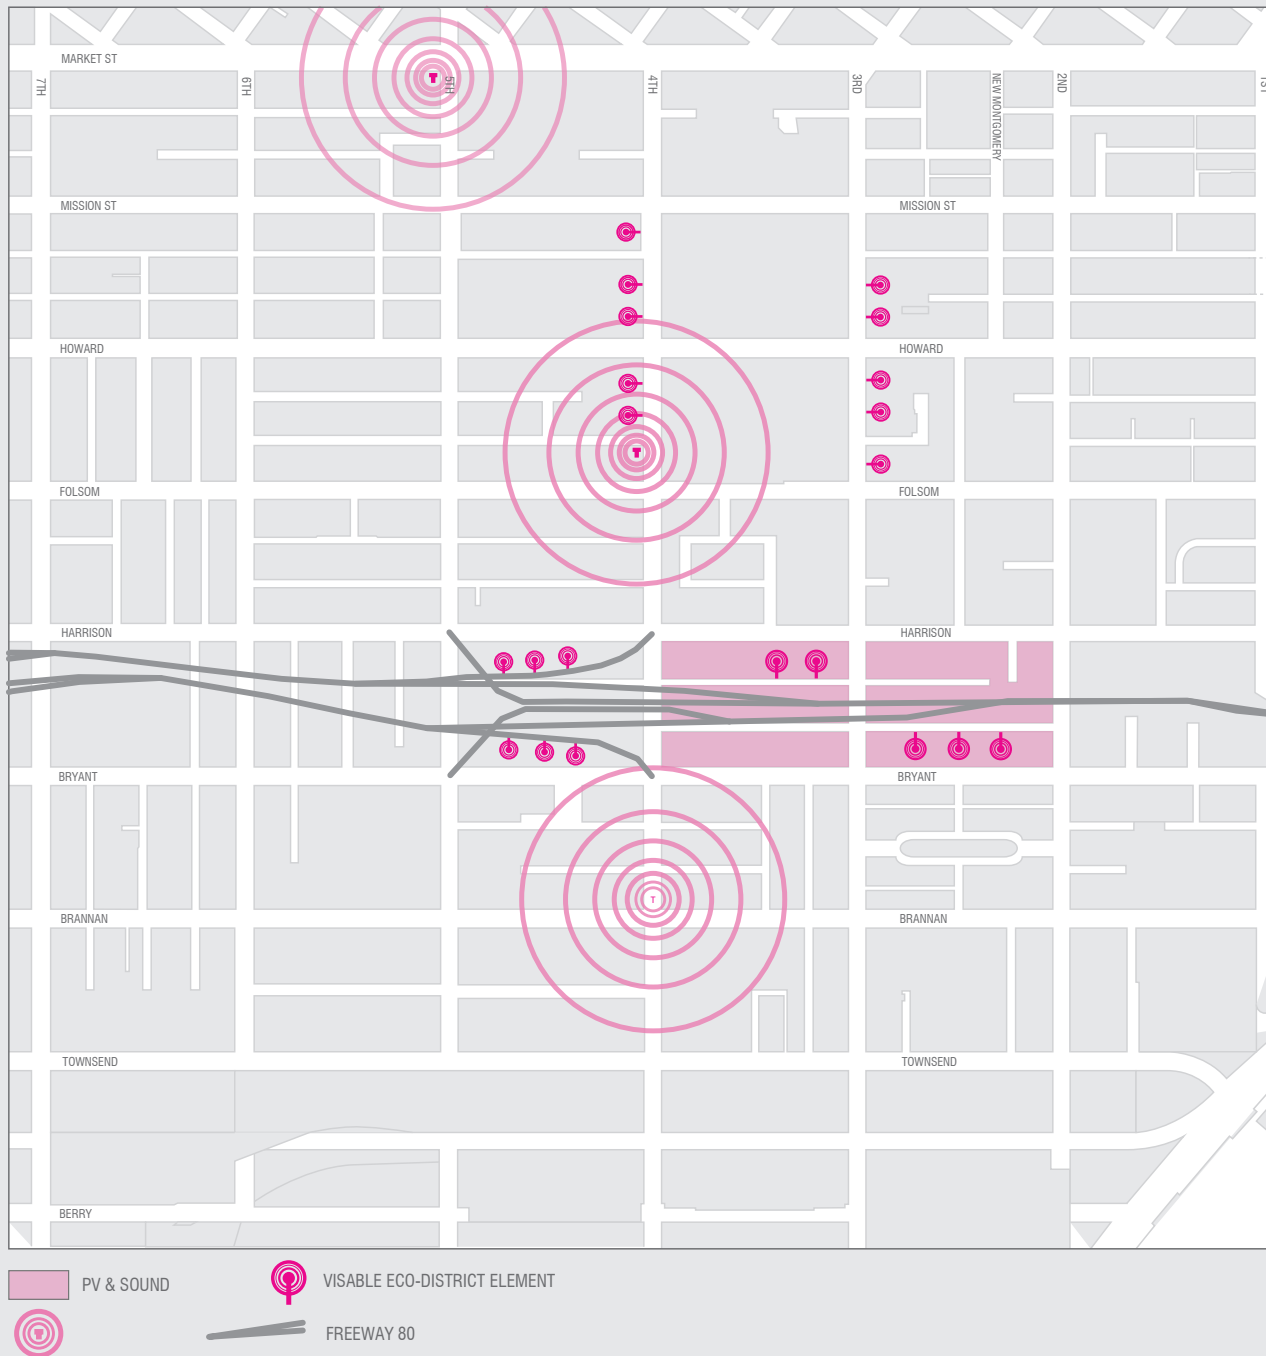 MARKET ST
7TH
6TH
5TH
4TH
3RD
NEW MONTGOMERY
2ND
T
MISSION ST
MISSION ST
HOWARD
HOWARD
T
FOLSOM
FOLSOM
HARRISON
HARRISON
BRYANT
BRYANT
T
BRANNAN
BRANNAN
TOWNSEND
TOWNSEND
BERRY
PV & SOUND
VISABLE ECO-DISTRICT ELEMENT
T
FREEWAY 80